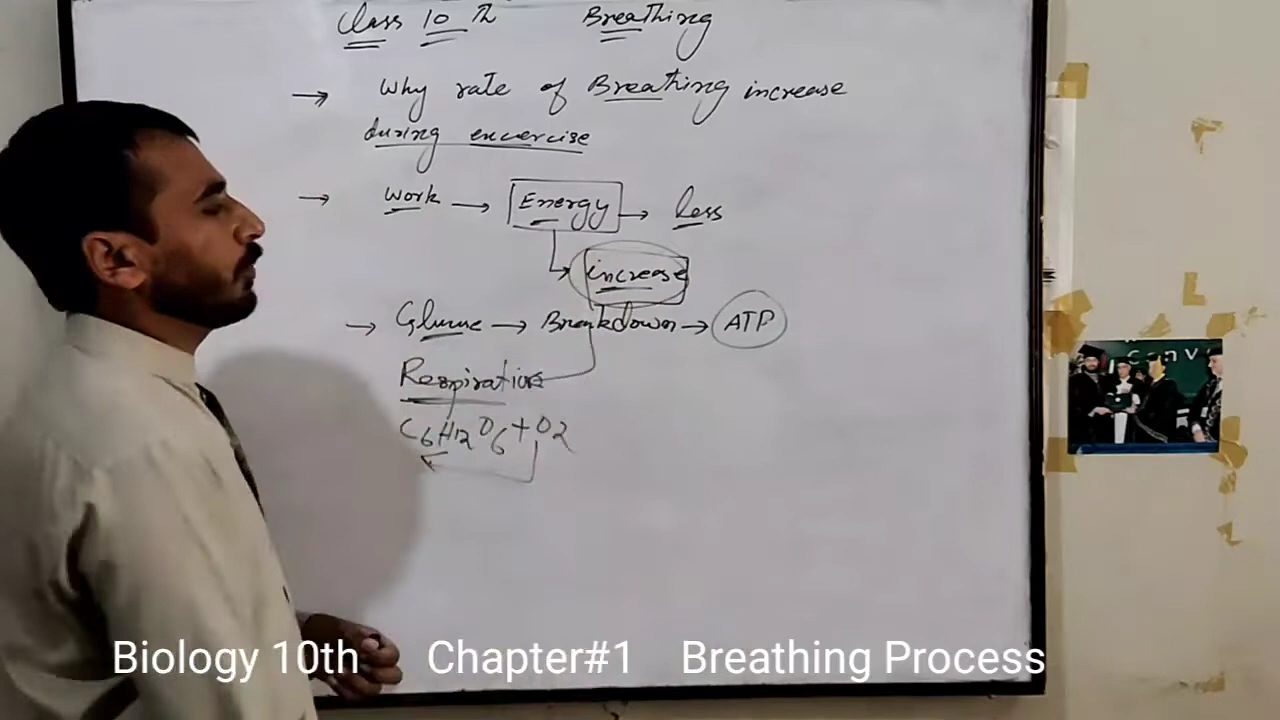 Class 10 th Breathing
→ Why rate of Breathing increase
during excercise
→ work → Energy → less
increase
→ Glucose → Breakdown → ATP
Respiration
C6H12O6 + O2
Conv
Biology 10th Chapter#1 Breathing Process